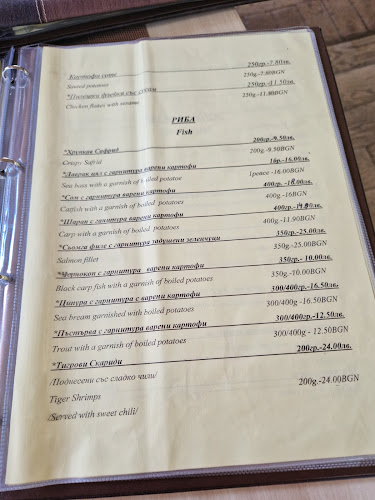 Картофи соте 250гр.-7.80лв.
Soted potatoes 250g.-7.80BGN
*Пилешки филенки със сусам 250гр.-11.80лв.
Chicken flakes with sesame 250g.-11.80BGN
РИБА
Fish
*Хрупкав Сафрид 200гр.-9.50лв.
Crispy Safrid 200g.-9.50BGN
*Лаврак цял с гарнитура варени картофи 1бр.-16.00лв.
Sea bass with a garnish of boiled potatoe 1piece -16.00BGN
*Сом с гарнитура варени картофи 400гр.-16.00лв.
Catfish with a garnish of boiled potatoes 400g.-16BGN
*Шаран с гарнитура варени картофи 400гр.-11.90лв.
Carp with a garnish of boiled potatoes 400g.-11.90BGN
*Сьомга филе с гарнитура задушени зеленчуци 350гр.-25.00лв.
Salmon fillet 350g.-25.00BGN
*Чернокоп с гарнитура варени картофи 350гр.- 10.00лв.
Black carp fish with a garnish of boiled potatoes 350g.-10.00BGN
*Ципура с гарнитура с варени картофи 300/400гр.-16.50лв.
Sea bream garnished with boiled potatoes 300/400g -16.50BGN
*Пъстърва с гарнитура варени картофи 300/400гр.-12.50лв.
Trout with a garnish of boiled potatoes 300/400g - 12.50BGN
*Тигрови Скариди 200гр.-24.00лв.
/Поднесени със сладко чили/
Tiger Shrimps 200g.-24.00BGN
/Served with sweet chili/